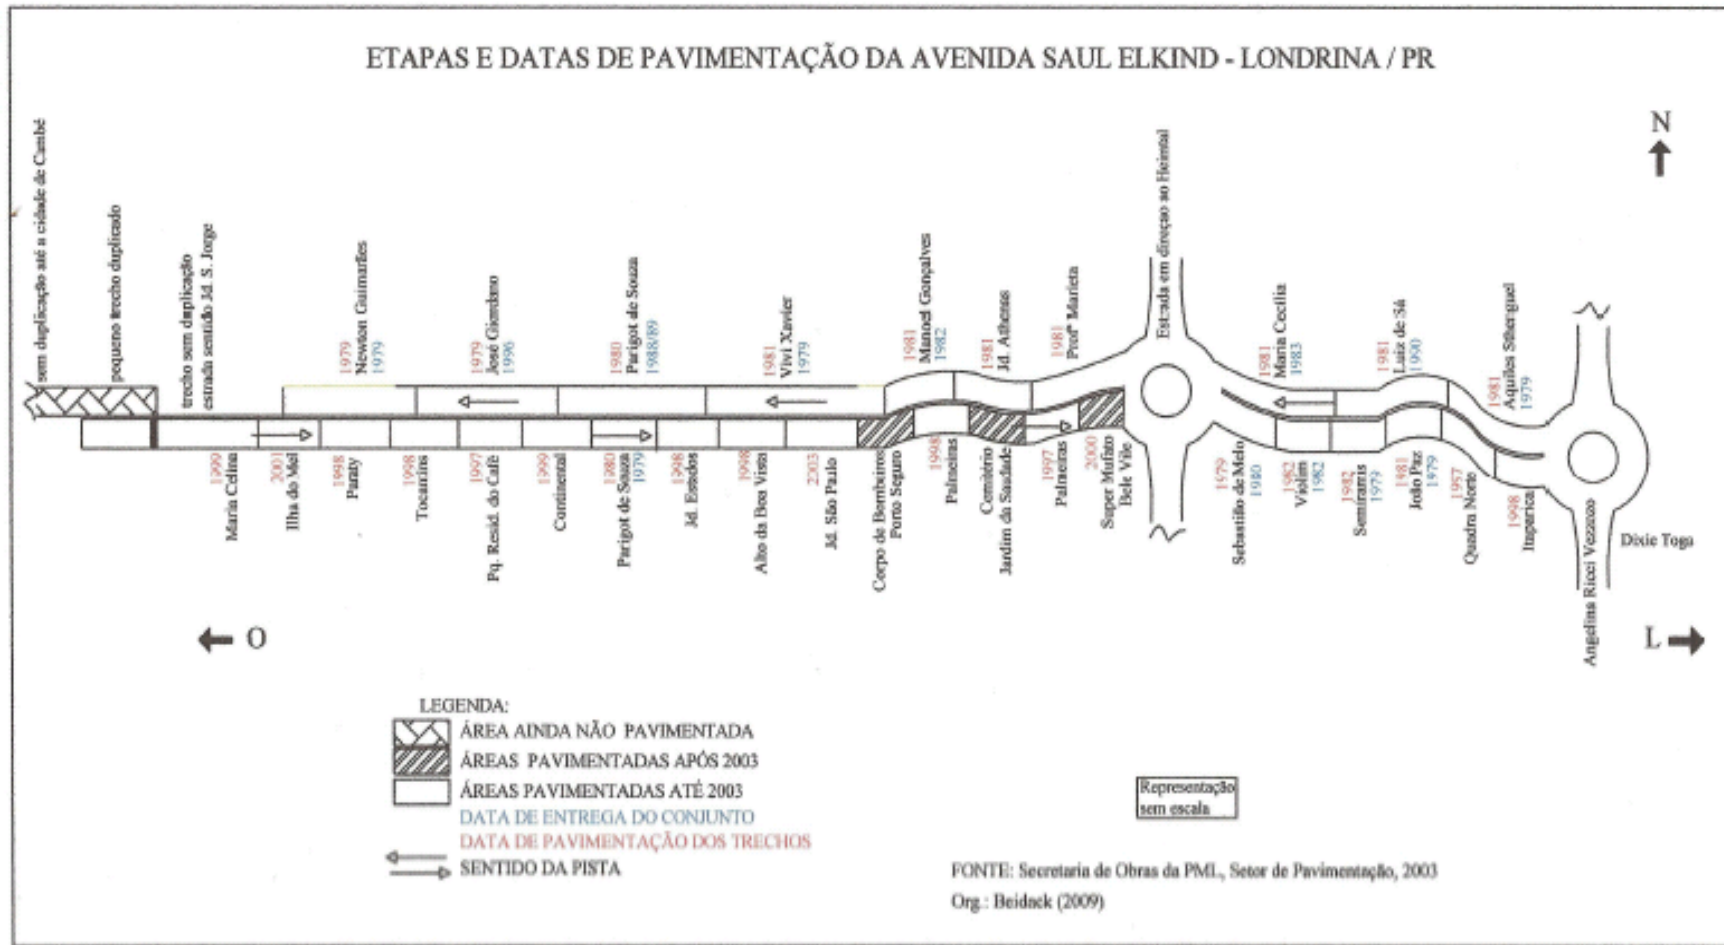 ETAPAS E DATAS DE PAVIMENTAÇÃO DA AVENIDA SAUL ELKIND - LONDRINA / PR
N
sem duplicação até a cidade de Cambé
pequeno trecho duplicado
trecho sem duplicação
estrada sentido Jd. S. Jorge
1979
Newton Guimarães
1979
1979
José Giordano
1996
1980
Parigot de Souza
1988/89
1981
Vivi Xavier
1979
1981
Manoel Gonçalves
1982
1981
Jd. Athenas
1981
Profª Marieta
Estrada em direção ao Heimtal
1981
Maria Cecília
1983
1981
Luiz de Sá
1990
1981
Aquiles Sthenguel
1979
1999
Maria Celina
2001
Ilha do Mel
1998
Paraty
1998
Tocantins
1997
Pq. Resid. do Café
1999
Continental
1980
Parigot de Souza
1979
1998
Jd. Estados
1998
Alto da Boa Vista
2003
Jd. São Paulo
Corpo de Bombeiros
Porto Seguro
1998
Palmeiras
Cemitério
Jardim da Saudade
1997
Palmeiras
2000
Super Mufato
Bele Vile
1979
Sebastião de Melo
1980
1982
Violim
1982
1982
Semiramis
1979
1981
João Paz
1979
1997
Quadra Norte
1998
Itaparica
Angelina Ricci Vezozo
Dixie Toga
O
L
LEGENDA:
ÁREA AINDA NÃO PAVIMENTADA
ÁREAS PAVIMENTADAS APÓS 2003
ÁREAS PAVIMENTADAS ATÉ 2003
DATA DE ENTREGA DO CONJUNTO
DATA DE PAVIMENTAÇÃO DOS TRECHOS
SENTIDO DA PISTA
Representação
sem escala
FONTE: Secretaria de Obras da PML, Setor de Pavimentação, 2003
Org.: Beidack (2009)